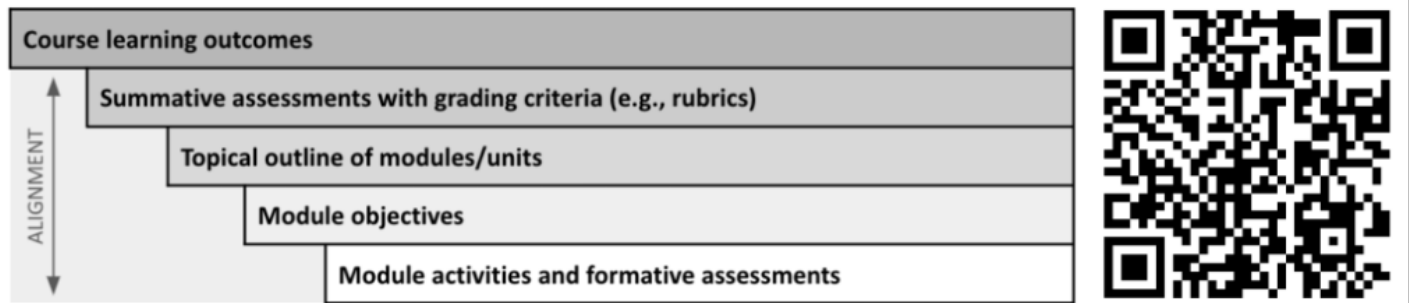 Course learning outcomes
Summative assessments with grading criteria (e.g., rubrics)
Topical outline of modules/units
Module objectives
Module activities and formative assessments
ALIGNMENT